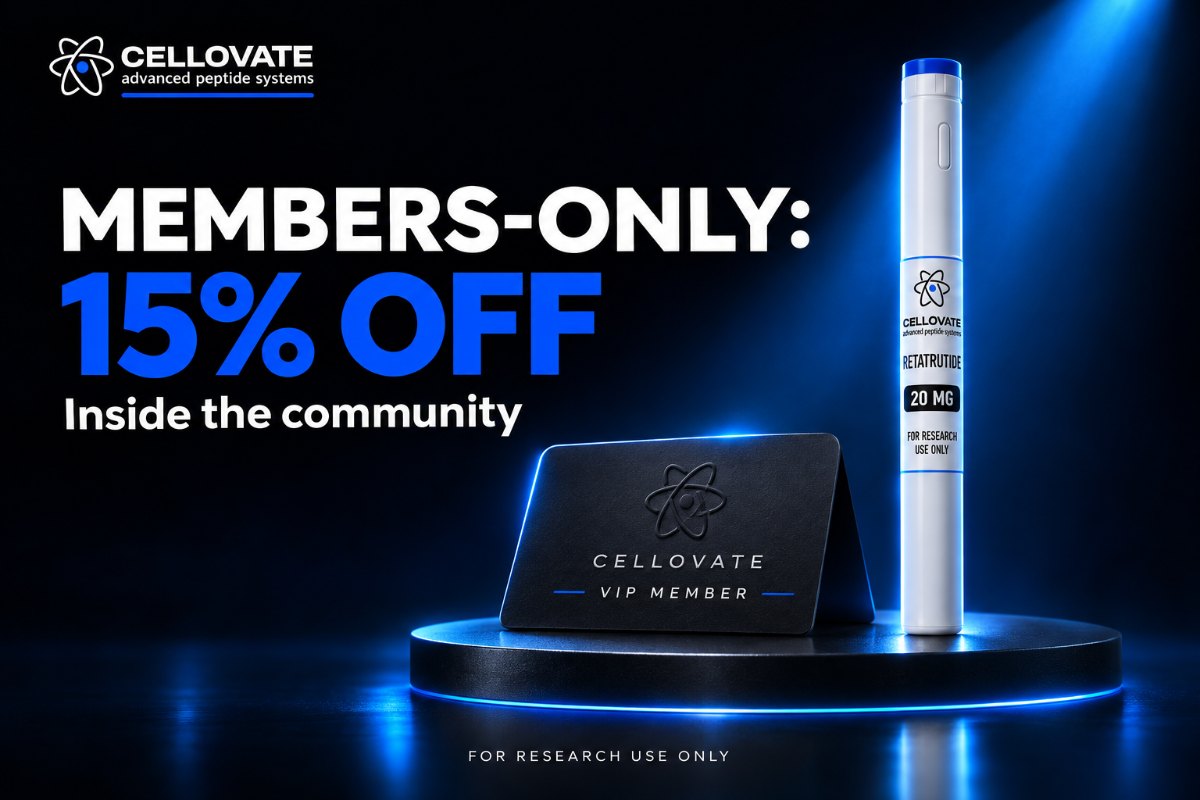 CELLOVATE
advanced peptide systems
MEMBERS-ONLY:
15% OFF
Inside the community
CELLOVATE
VIP MEMBER
CELLOVATE
advanced peptide systems
RETATRUTIDE
20 MG
FOR RESEARCH
USE ONLY
FOR RESEARCH USE ONLY